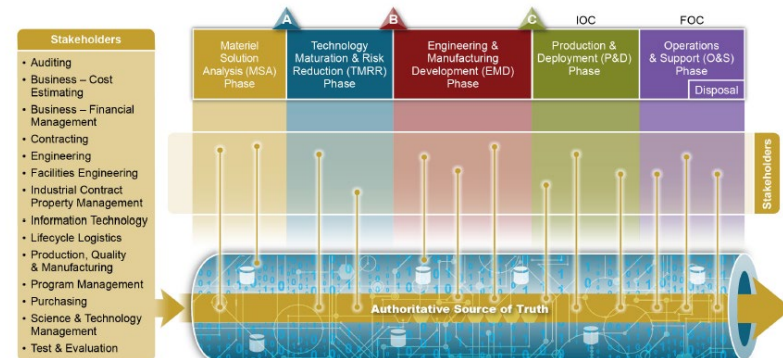 Stakeholders
Auditing
Business – Cost
Estimating
Business – Financial
Management
Contracting
Engineering
Facilities Engineering
Industrial Contract
Property Management
Information Technology
Lifecycle Logistics
Production, Quality
& Manufacturing
Program Management
Purchasing
Science & Technology
Management
Test & Evaluation
A
B
C
IOC
FOC
Materiel
Solution
Analysis (MSA)
Phase
Technology
Maturation & Risk
Reduction (TMRR)
Phase
Engineering &
Manufacturing
Development (EMD)
Phase
Production &
Deployment (P&D)
Phase
Operations
& Support (O&S)
Phase
Disposal
Stakeholders
Authoritative Source of Truth